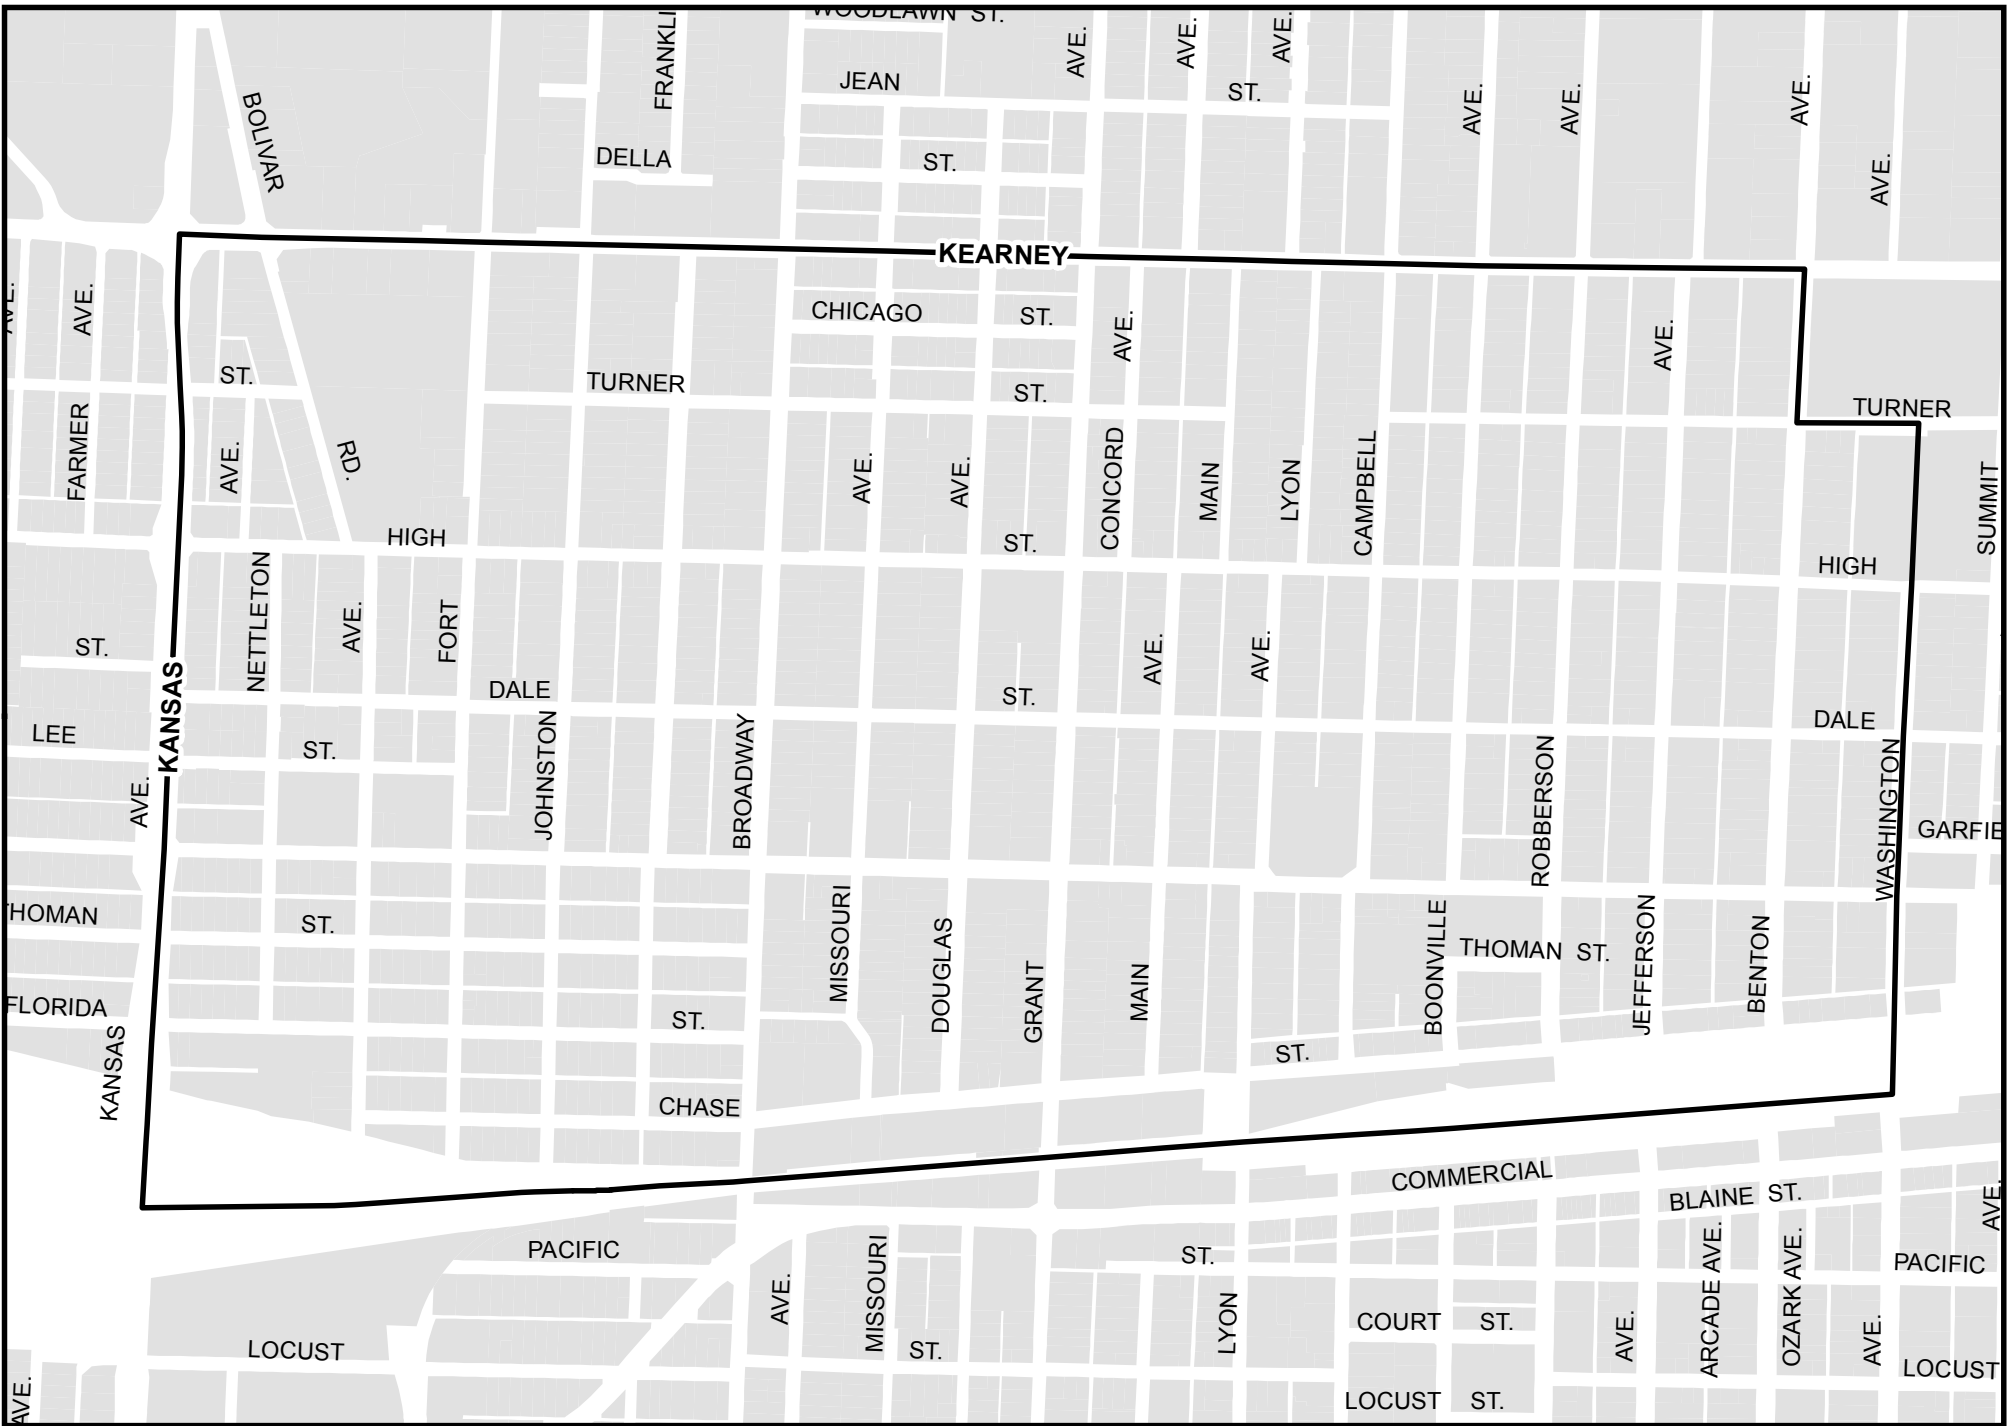 WOODLAWN ST.
FRANKLI
AVE.
AVE.
AVE.
JEAN
ST.
AVE.
AVE.
AVE.
BOLIVAR
DELLA
ST.
AVE.
KEARNEY
AVE.
AVE.
CHICAGO
ST.
AVE.
AVE.
ST.
TURNER
ST.
TURNER
FARMER
AVE.
RD.
AVE.
AVE.
CONCORD
MAIN
LYON
CAMPBELL
SUMMIT
HIGH
ST.
HIGH
NETTLETON
AVE.
FORT
ST.
AVE.
AVE.
KANSAS
DALE
ST.
DALE
LEE
ST.
JOHNSTON
BROADWAY
ROBBERSON
WASHINGTON
AVE.
GARFIE
THOMAN
ST.
MISSOURI
DOUGLAS
GRANT
MAIN
BOONVILLE
THOMAN ST.
JEFFERSON
BENTON
FLORIDA
KANSAS
ST.
ST.
CHASE
COMMERCIAL
BLAINE ST.
AVE.
PACIFIC
ST.
PACIFIC
AVE.
MISSOURI
LYON
COURT ST.
AVE.
ARCADE AVE.
OZARK AVE.
AVE.
LOCUST
ST.
LOCUST
AVE.
LOCUST ST.